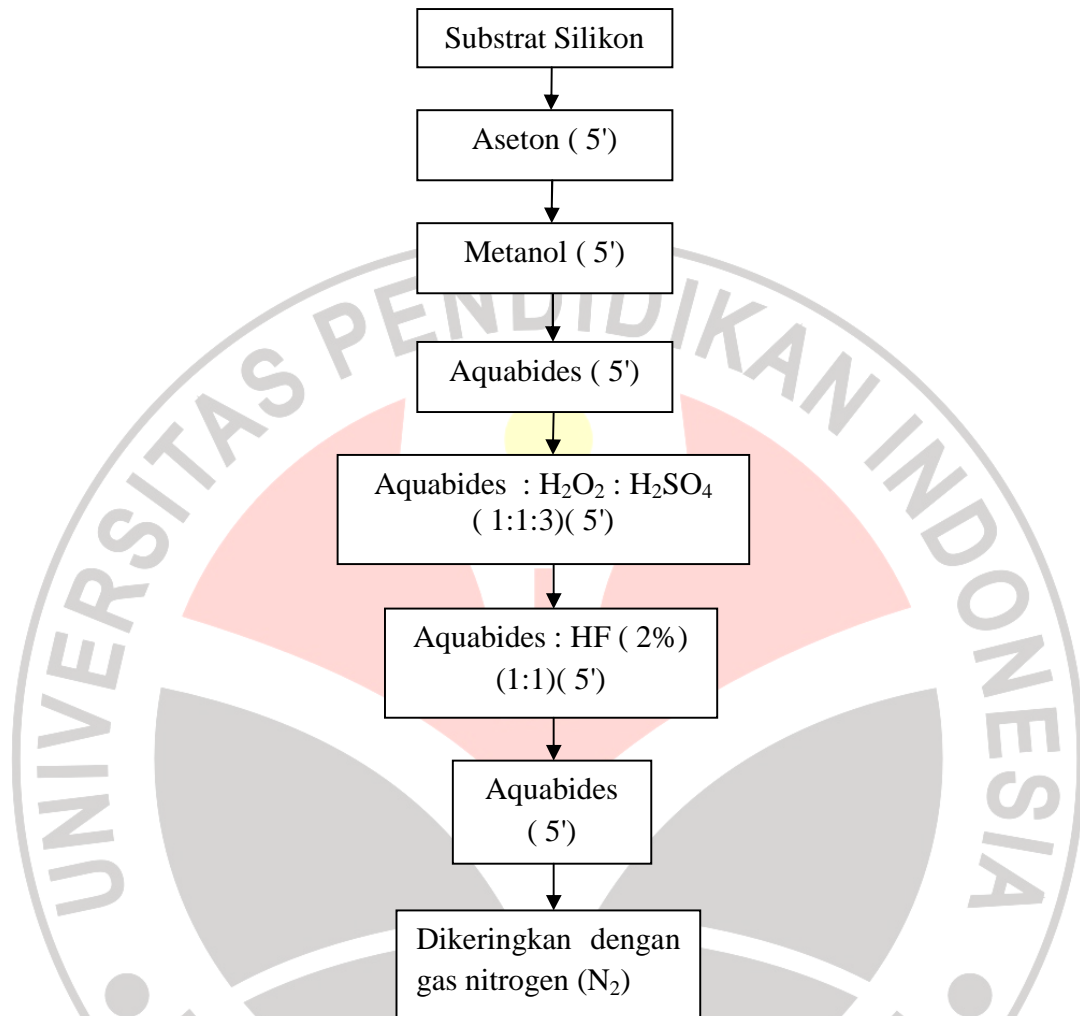 Substrat Silikon
Aseton ( 5')
Metanol ( 5')
Aquabides ( 5')
Aquabides : H₂O₂ : H₂SO₄
( 1:1:3)( 5')
Aquabides : HF ( 2%)
(1:1)( 5')
Aquabides
( 5')
Dikeringkan dengan
gas nitrogen (N₂)
UNIVERSITAS PENDIDIKAN INDONESIA